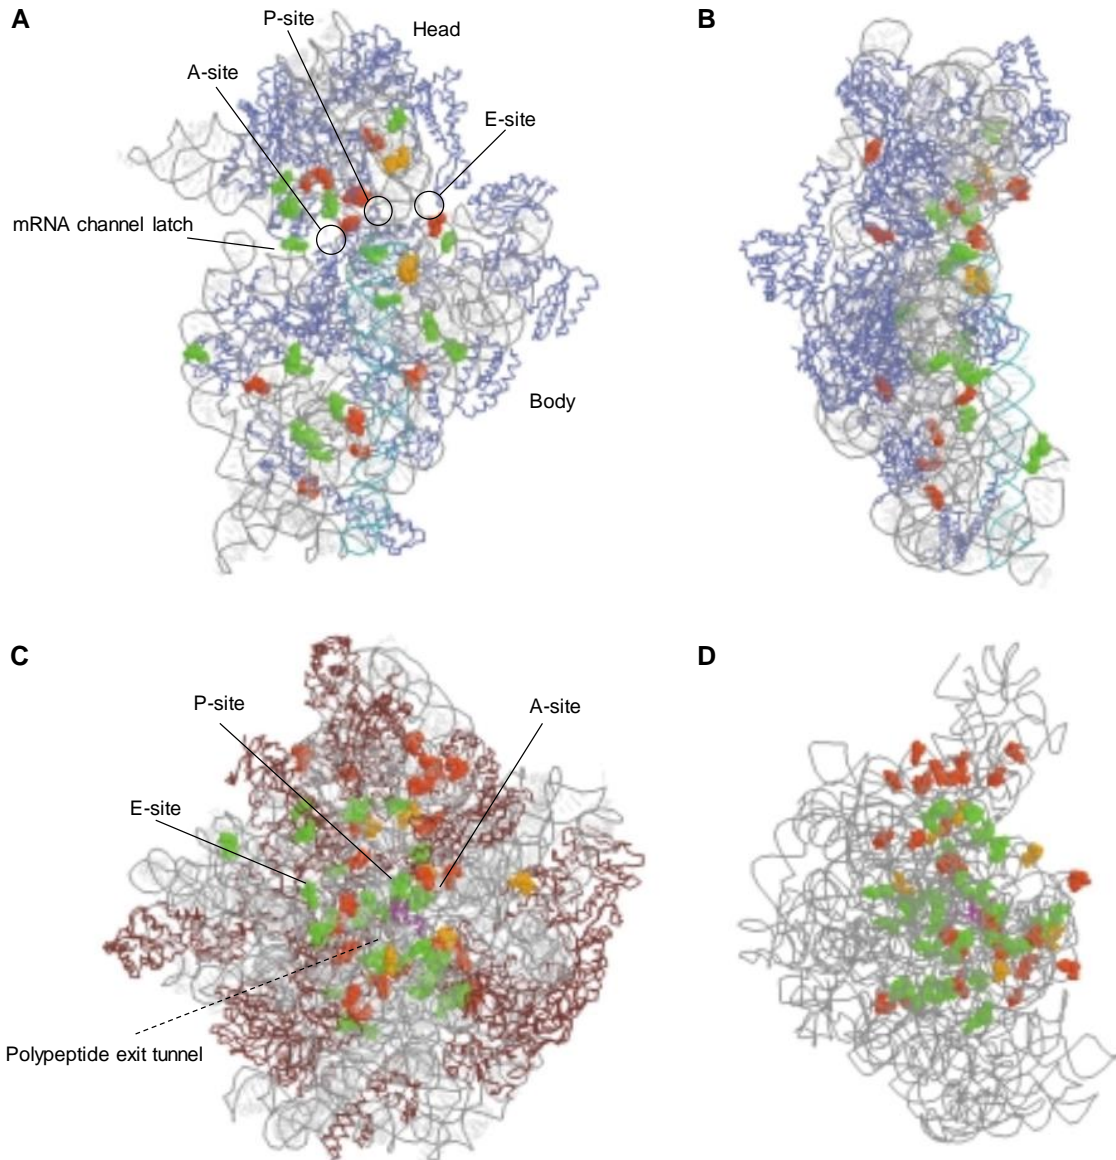 A
P-site
Head
B
A-site
E-site
mRNA channel latch
Body
C
D
P-site
A-site
E-site
Polypeptide exit tunnel